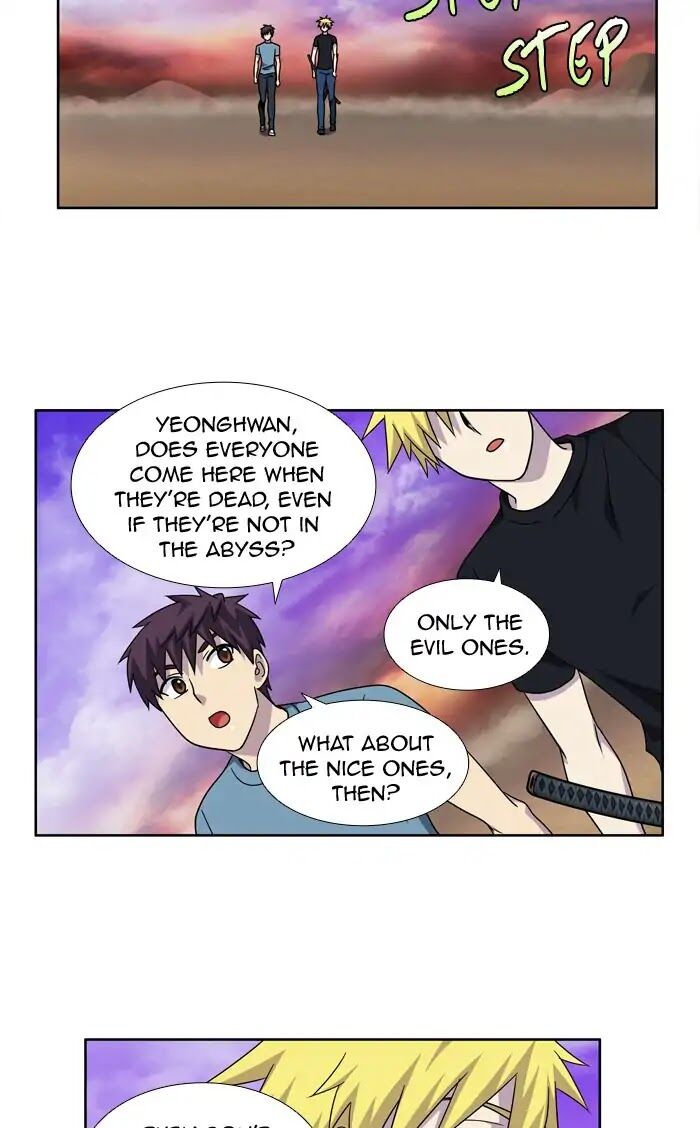 STEP
STEP
YEONGHWAN,
DOES EVERYONE
COME HERE WHEN
THEY'RE DEAD, EVEN
IF THEY'RE NOT IN
THE ABYSS?
ONLY THE
EVIL ONES.
WHAT ABOUT
THE NICE ONES,
THEN?